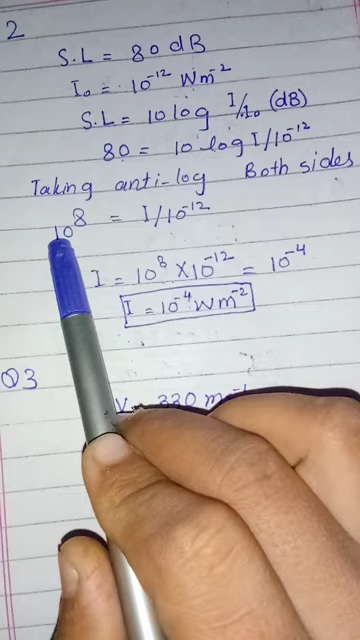 2
S.L = 80 dB
I₀ = 10⁻¹² Wm⁻²
S.L = 10 log I/I₀ (dB)
80 = 10 log I/10⁻¹²
Taking anti-log Both sides
10⁸ = I/10⁻¹²
I = 10⁸ X 10⁻¹² = 10⁻⁴
I = 10⁻⁴ Wm⁻²
Q3
V 330